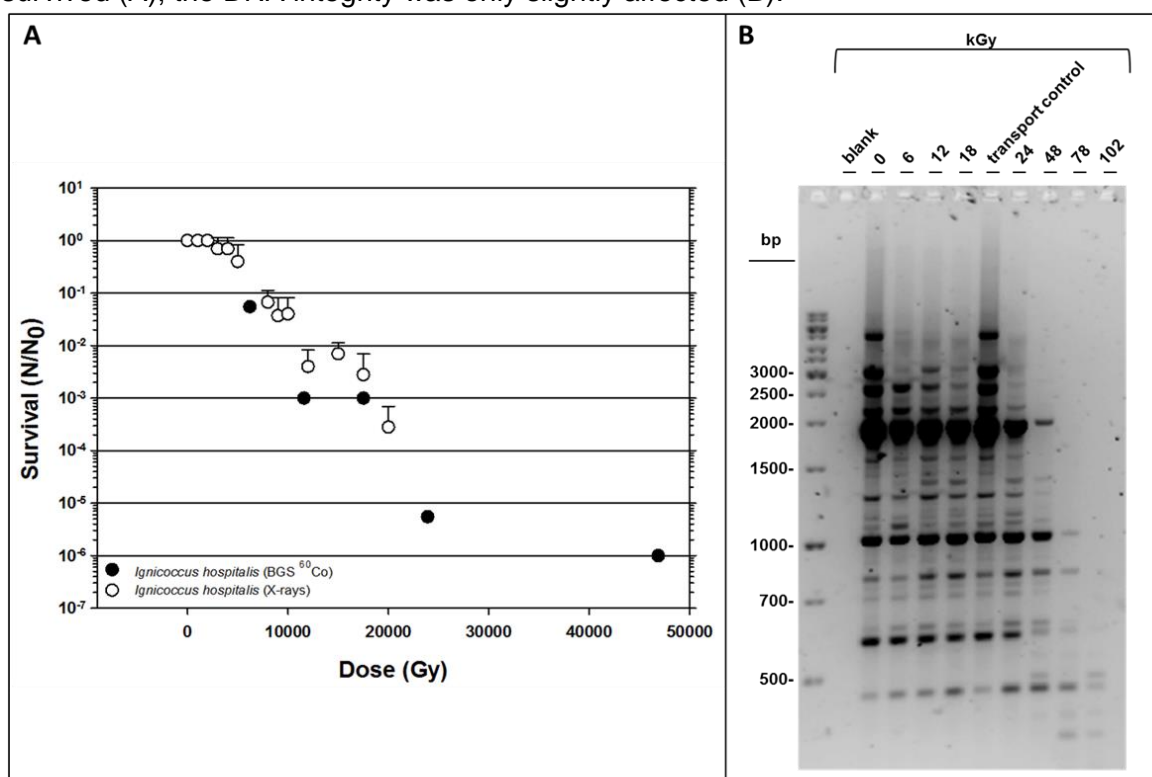 survived (A), the DNA integrity was only slightly affected (B).
A
10¹
10⁰
10⁻¹
10⁻²
10⁻³
10⁻⁴
10⁻⁵
10⁻⁶
10⁻⁷
Survival (N/N₀)
Ignicoccus hospitalis (BGS ⁶⁰Co)
Ignicoccus hospitalis (X-rays)
0 10000 20000 30000 40000 50000
Dose (Gy)
B
kGy
blank 0 6 12 18 transport control 24 48 78 102
bp
3000-
2500-
2000-
1500-
1000-
700-
500-